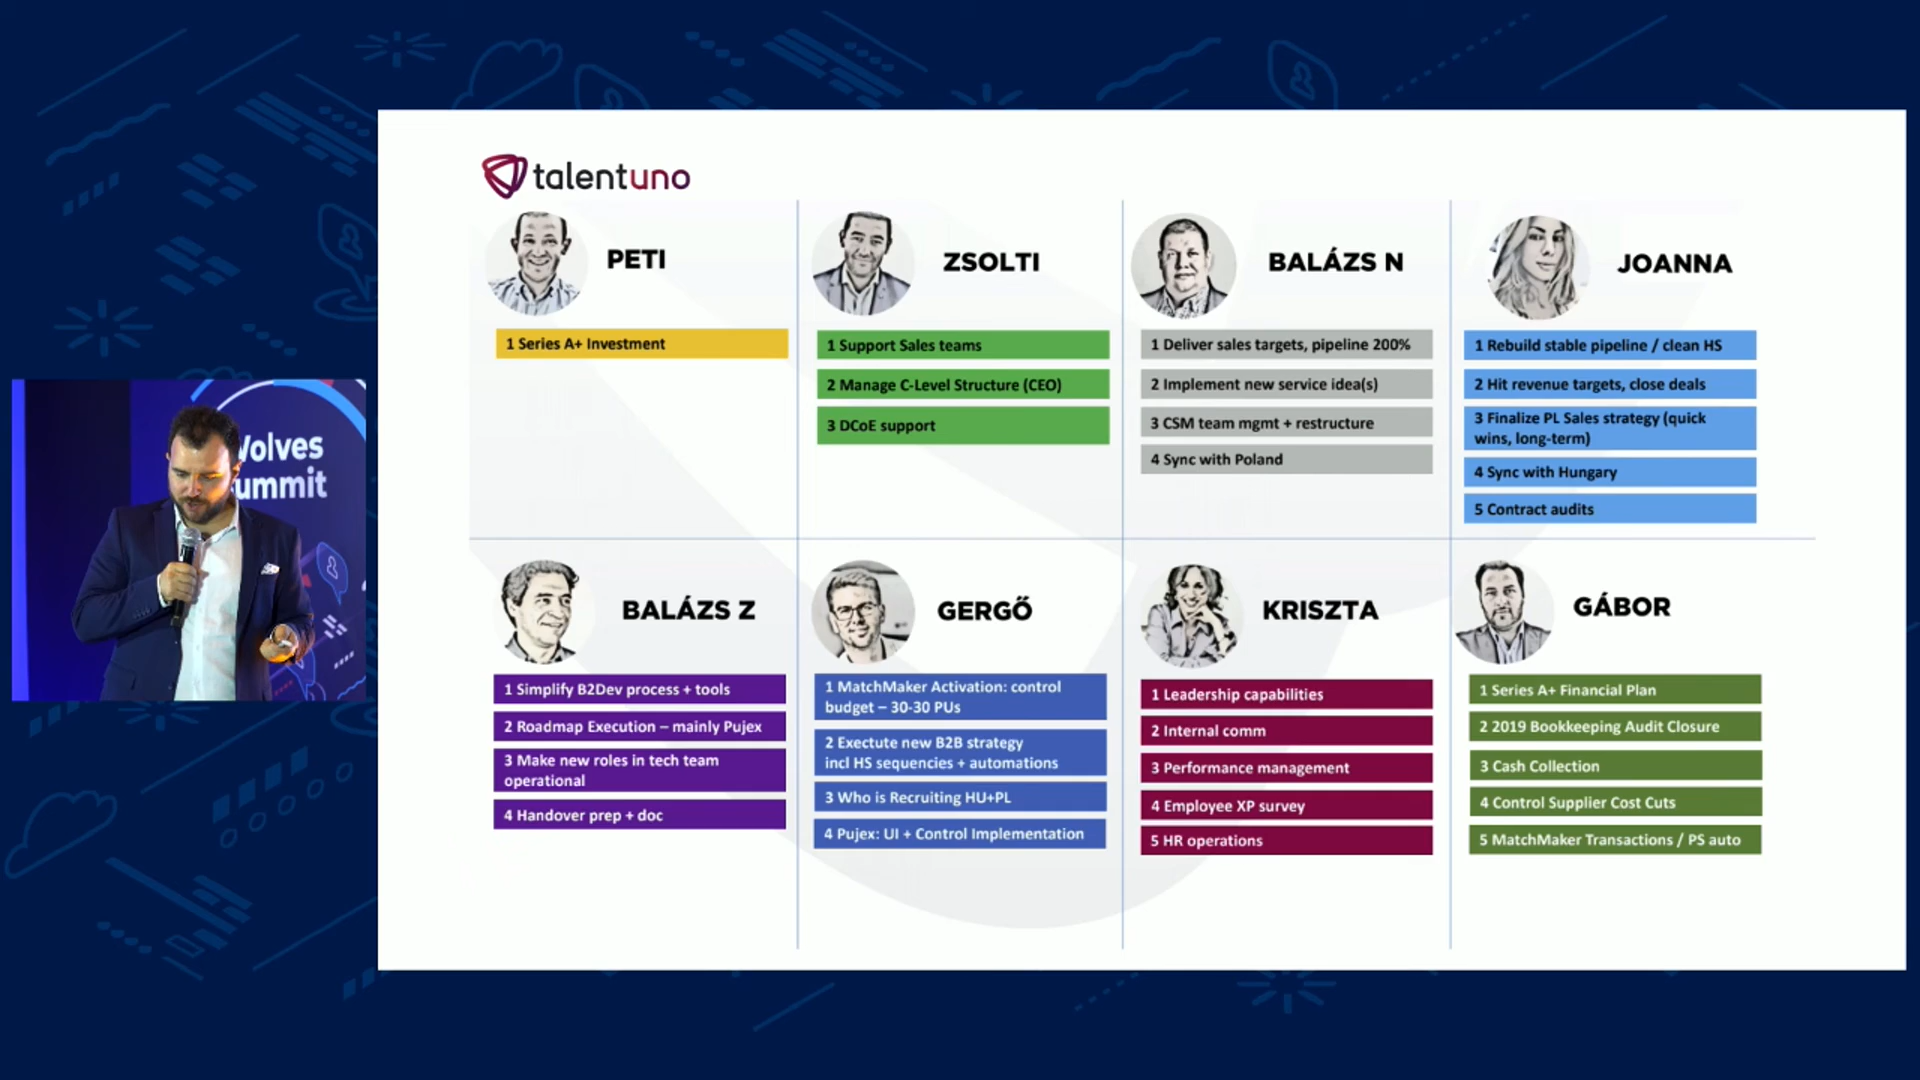 talentuno
PETI
1 Series A+ Investment
ZSOLTI
1 Support Sales teams
2 Manage C-Level Structure (CEO)
3 DCoE support
BALÁZS N
1 Deliver sales targets, pipeline 200%
2 Implement new service idea(s)
3 CSM team mgmt + restructure
4 Sync with Poland
JOANNA
1 Rebuild stable pipeline / clean HS
2 Hit revenue targets, close deals
3 Finalize PL Sales strategy (quick
wins, long-term)
4 Sync with Hungary
5 Contract audits
Wolves
Summit
BALÁZS Z
1 Simplify B2Dev process + tools
2 Roadmap Execution – mainly Pujex
3 Make new roles in tech team
operational
4 Handover prep + doc
GERGŐ
1 MatchMaker Activation: control
budget – 30-30 PUs
2 Exectute new B2B strategy
incl HS sequences + automations
3 Who is Recruiting HU+PL
4 Pujex: UI + Control Implementation
KRISZTA
1 Leadership capabilities
2 Internal comm
3 Performance management
4 Employee XP survey
5 HR operations
GÁBOR
1 Series A+ Financial Plan
2 2019 Bookkeeping Audit Closure
3 Cash Collection
4 Control Supplier Cost Cuts
5 MatchMaker Transactions / PS auto